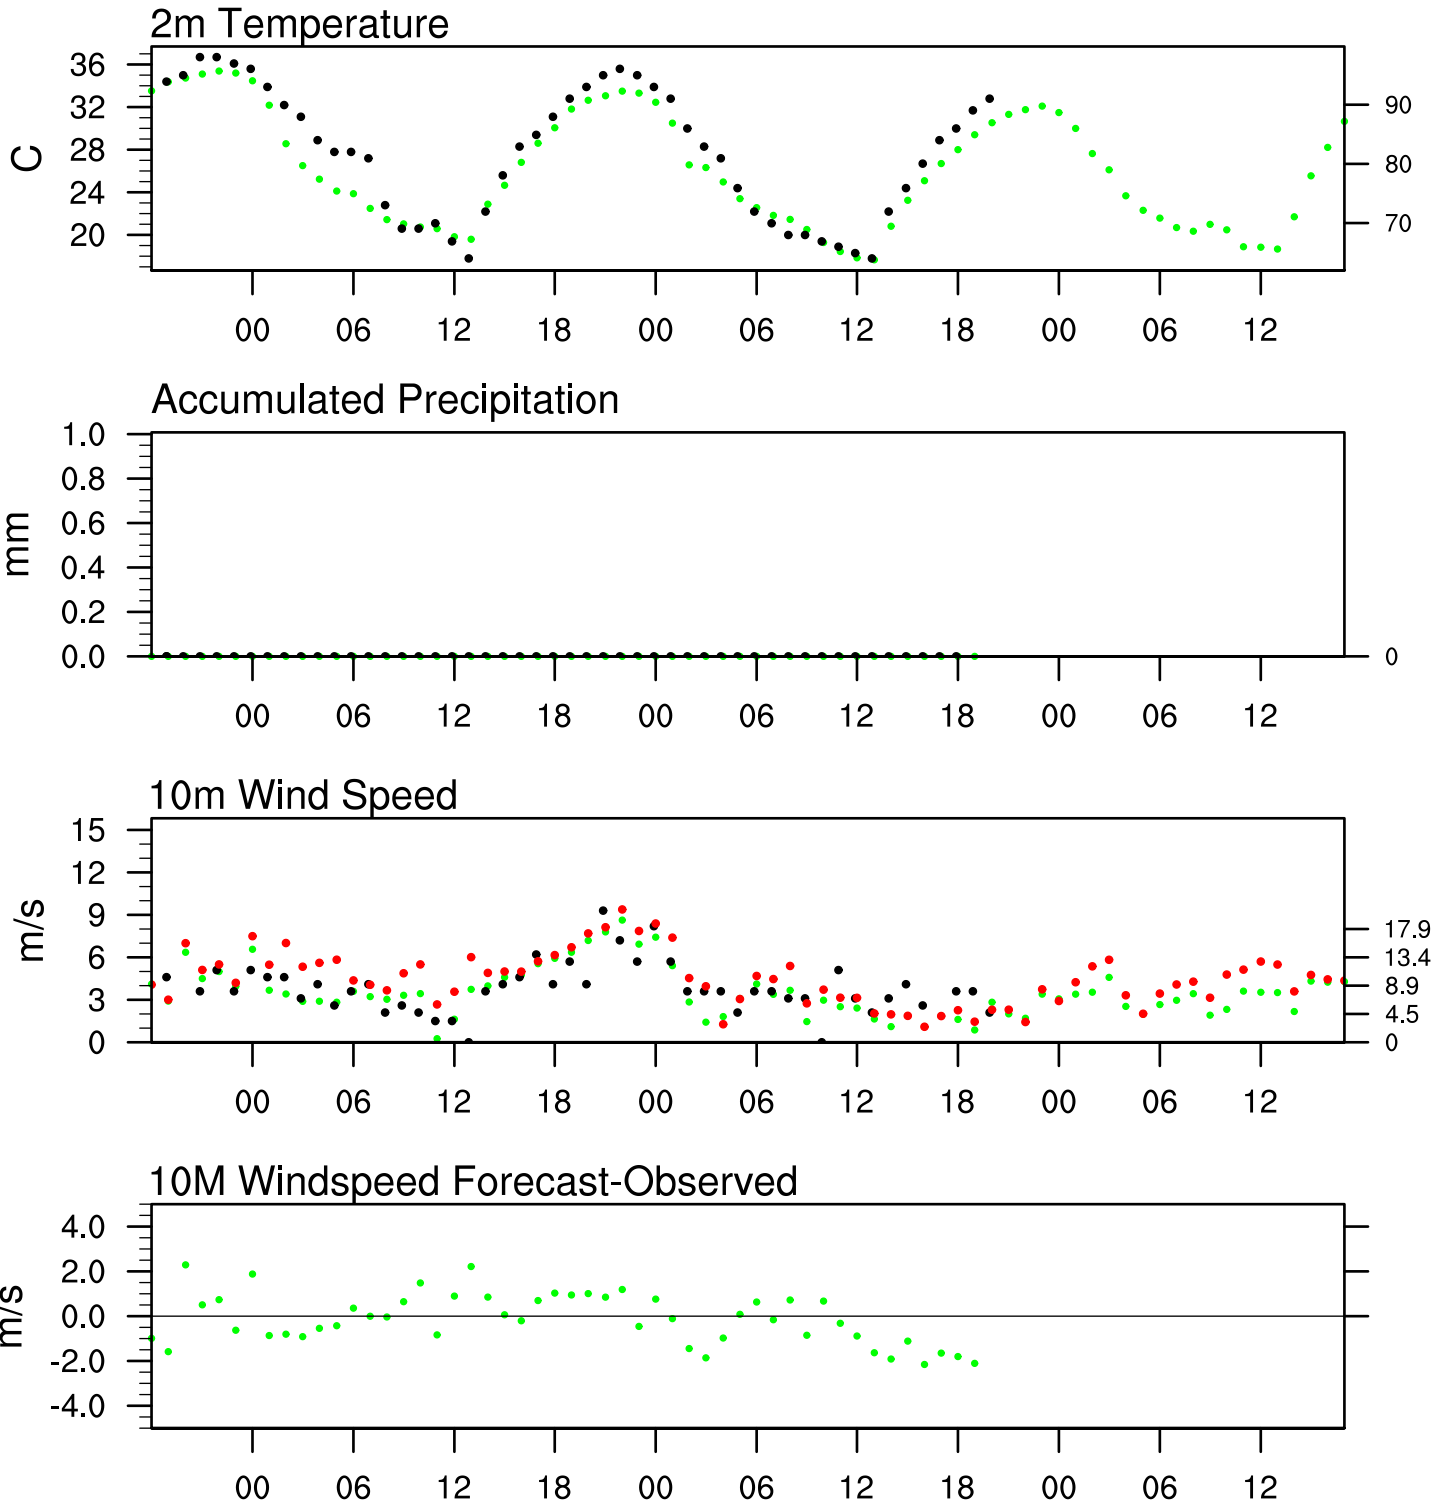 2m Temperature
36
32
28
24
20
C
90
80
70
00 06 12 18 00 06 12 18 00 06 12
Accumulated Precipitation
1.0
0.8
0.6
0.4
0.2
0.0
mm
0
00 06 12 18 00 06 12 18 00 06 12
10m Wind Speed
15
12
9
6
3
0
m/s
17.9
13.4
8.9
4.5
0
00 06 12 18 00 06 12 18 00 06 12
10M Windspeed Forecast-Observed
4.0
2.0
0.0
-2.0
-4.0
m/s
00 06 12 18 00 06 12 18 00 06 12